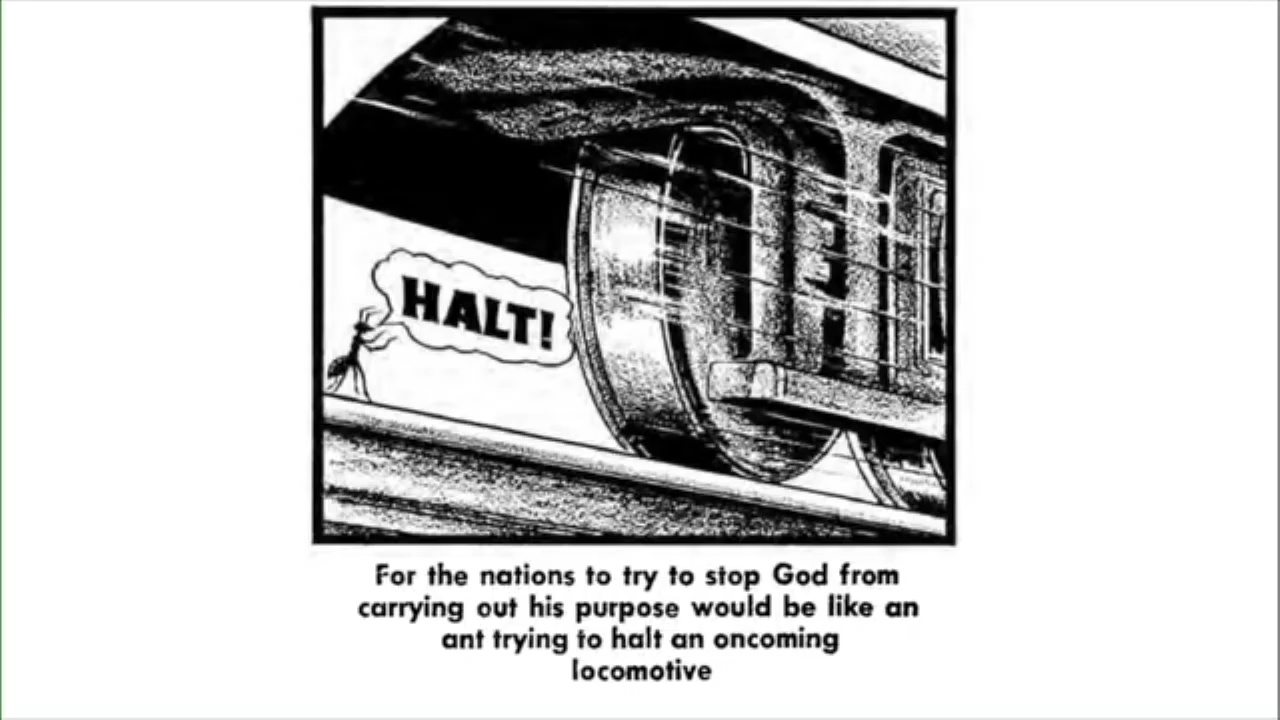 HALT!
For the nations to try to stop God from
carrying out his purpose would be like an
ant trying to halt an oncoming
locomotive